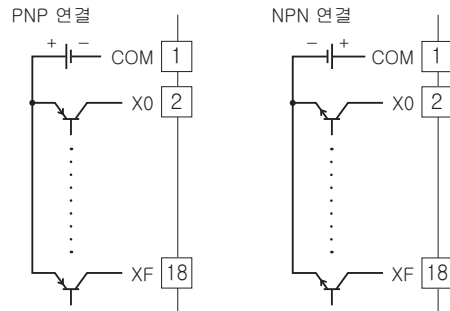 PNP 연결
+ - COM 1
X0 2
XF 18
NPN 연결
- + COM 1
X0 2
XF 18